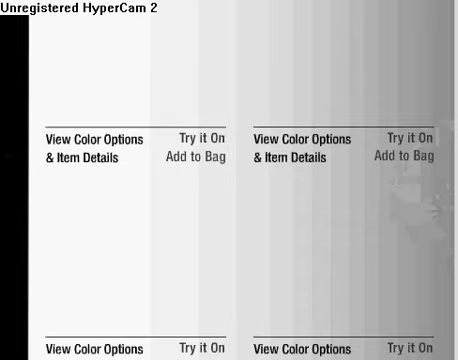 Unregistered HyperCam 2
View Color Options Try it On View Color Options Try it On
& Item Details Add to Bag & Item Details Add to Bag
View Color Options Try it On View Color Options Try it On